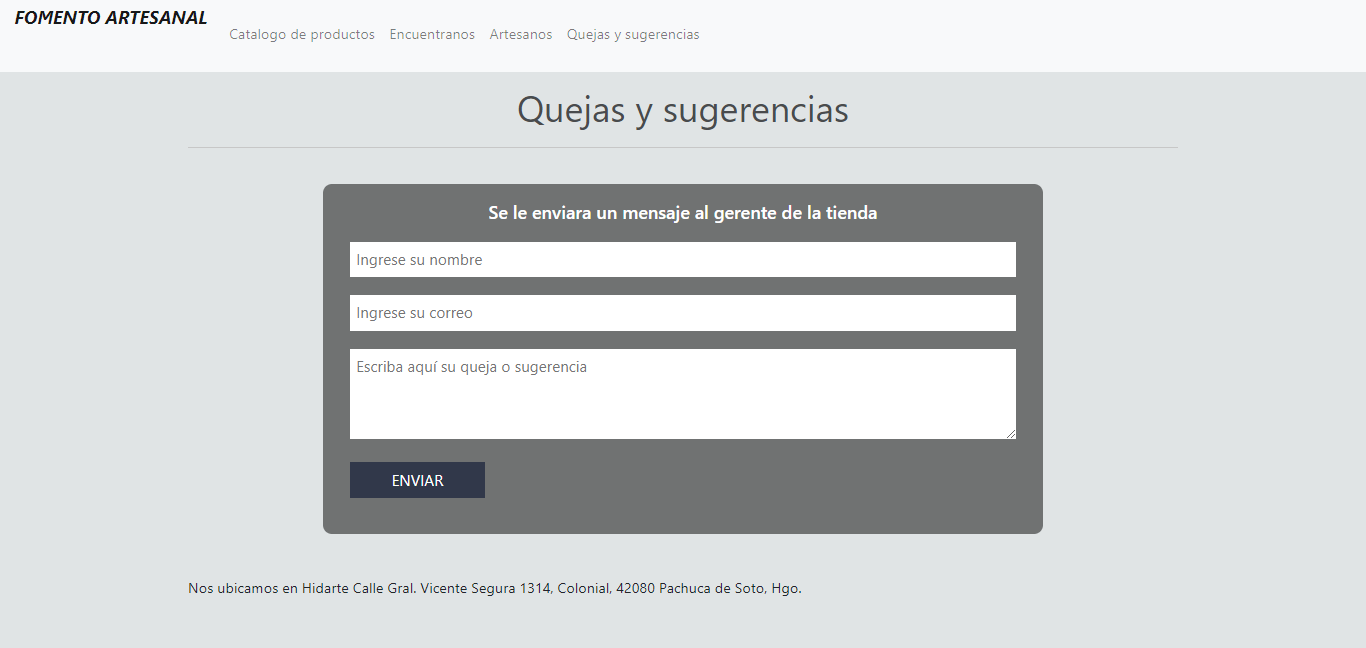 FOMENTO ARTESANAL
Catalogo de productos Encuentranos Artesanos Quejas y sugerencias
Quejas y sugerencias
Se le enviara un mensaje al gerente de la tienda
Ingrese su nombre
Ingrese su correo
Escriba aquí su queja o sugerencia
ENVIAR
Nos ubicamos en Hidarte Calle Gral. Vicente Segura 1314, Colonial, 42080 Pachuca de Soto, Hgo.